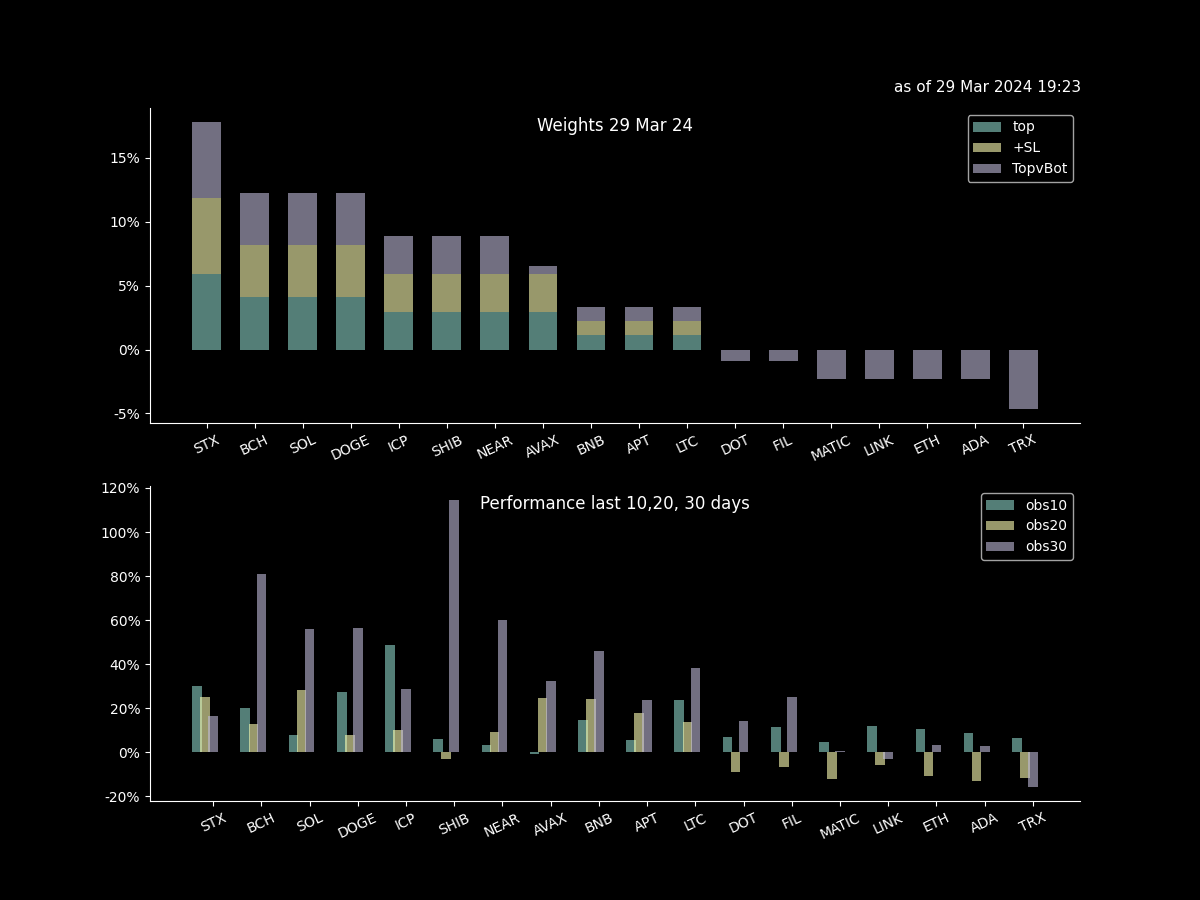 as of 29 Mar 2024 19:23
Weights 29 Mar 24
top
+SL
TopvBot
15%
10%
5%
0%
-5%
STX BCH SOL DOGE ICP SHIB NEAR AVAX BNB APT LTC DOT FIL MATIC LINK ETH ADA TRX
Performance last 10,20, 30 days
obs10
obs20
obs30
120%
100%
80%
60%
40%
20%
0%
-20%
STX BCH SOL DOGE ICP SHIB NEAR AVAX BNB APT LTC DOT FIL MATIC LINK ETH ADA TRX